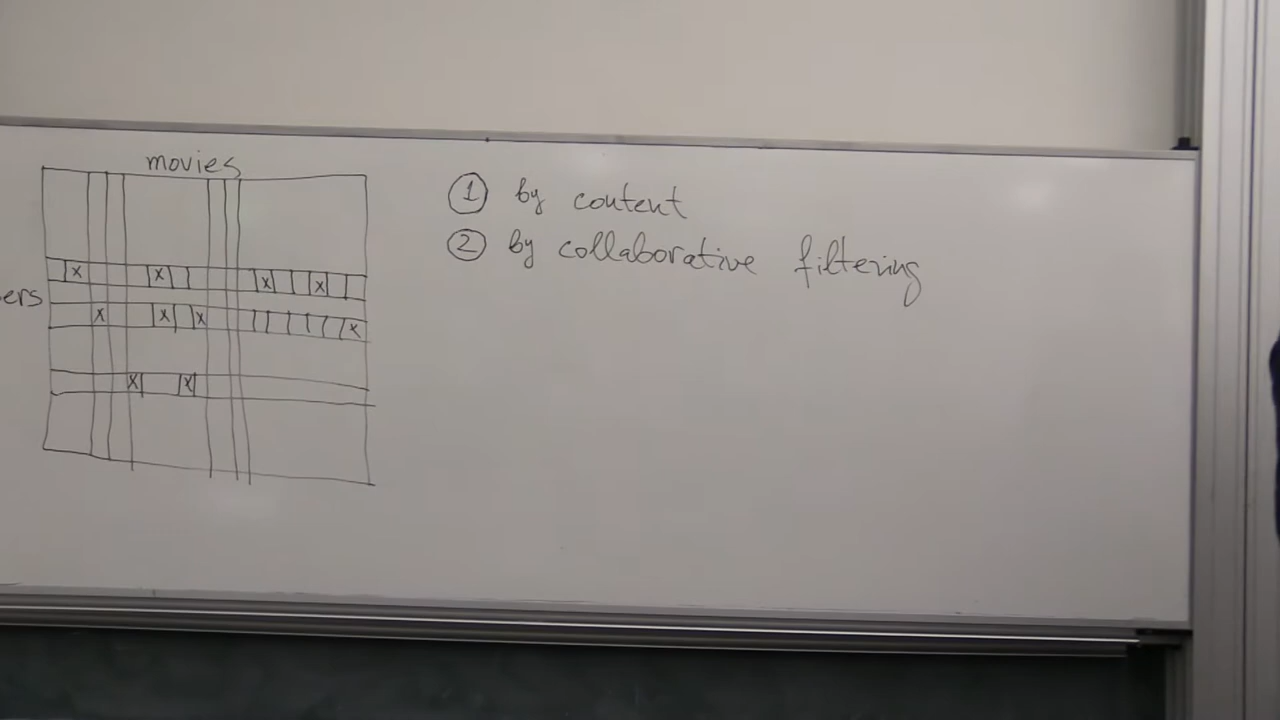 movies
① by content
② by collaborative filtering
x x x x
ers
x x x x
x x